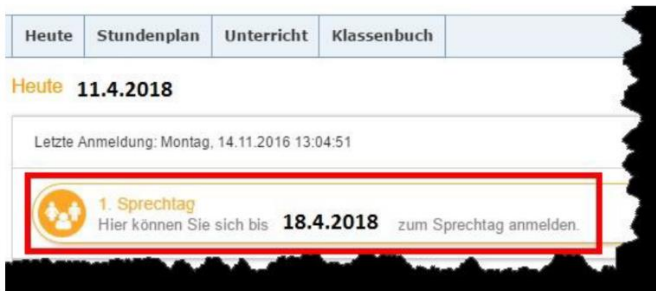 Heute Stundenplan Unterricht Klassenbuch
Heute 11.4.2018
Letzte Anmeldung: Montag, 14.11.2016 13:04:51
1. Sprechtag
Hier können Sie sich bis 18.4.2018 zum Sprechtag anmelden.